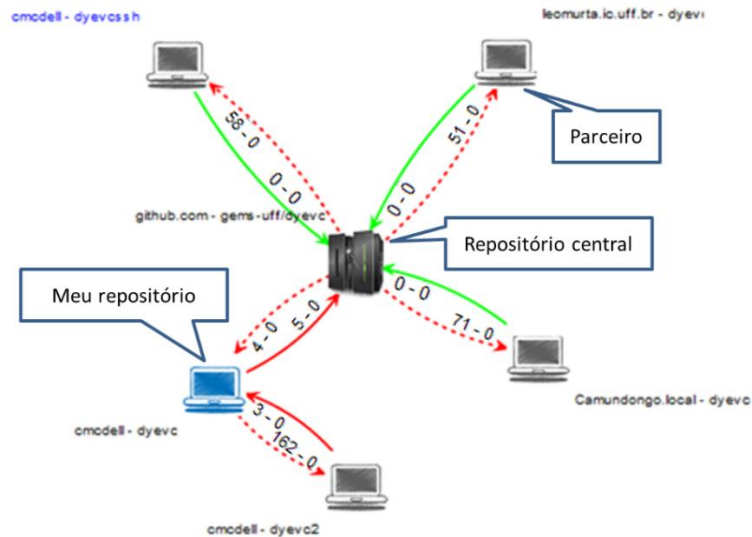 cmcdell - dyevcssh
leomurta.ic.uff.br - dyevc
58 - 0
0 - 0
51 - 0
0 - 0
Parceiro
github.com - gems-uff/dyevc
Repositório central
Meu repositório
0 - 0
71 - 0
4 - 0
5 - 0
Camundongo.local - dyevc
cmcdell - dyevc
3 - 0
162 - 0
cmcdell - dyevc2